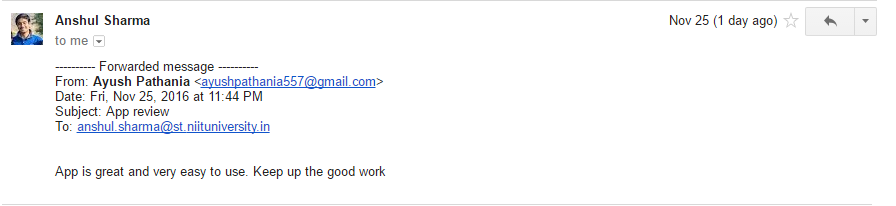 Anshul Sharma
Nov 25 (1 day ago)
to me
---------- Forwarded message ----------
From: Ayush Pathania <ayushpathania557@gmail.com>
Date: Fri, Nov 25, 2016 at 11:44 PM
Subject: App review
To: anshul.sharma@st.niituniversity.in
App is great and very easy to use. Keep up the good work